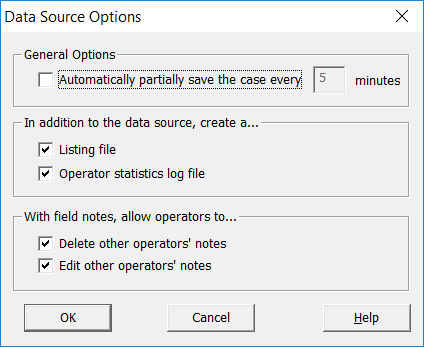 Data Source Options
General Options
Automatically partially save the case every 5 minutes
In addition to the data source, create a...
Listing file
Operator statistics log file
With field notes, allow operators to...
Delete other operators' notes
Edit other operators' notes
OK Cancel Help